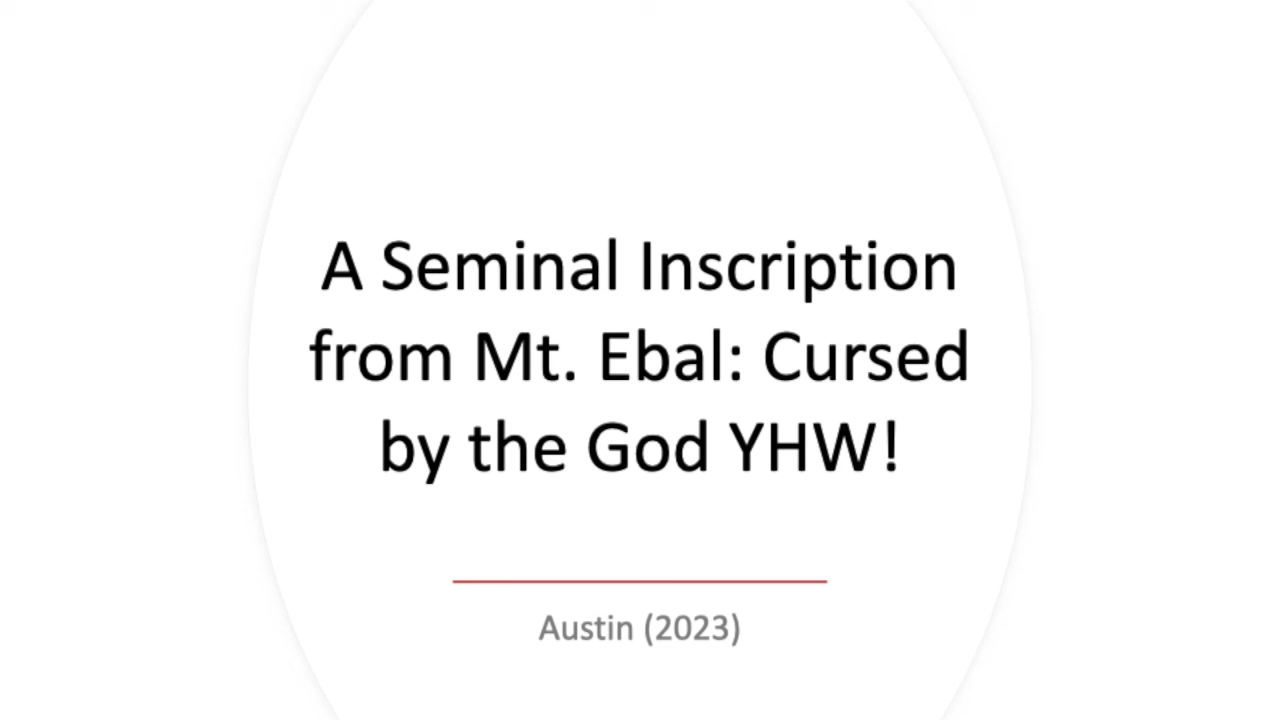 A Seminal Inscription
from Mt. Ebal: Cursed
by the God YHW!
Austin (2023)